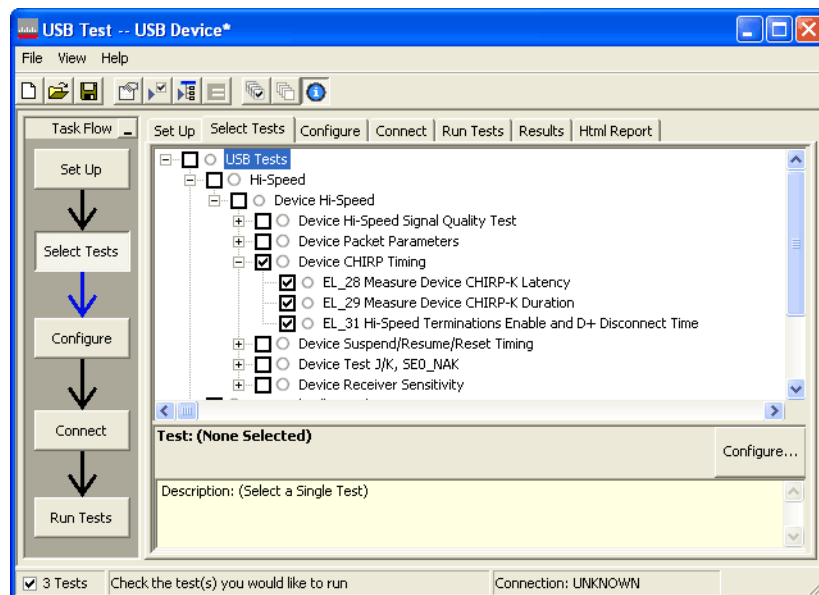 USB Test -- USB Device*
File View Help
Task Flow
Set Up
Select Tests
Configure
Connect
Run Tests
Set Up Select Tests Configure Connect Run Tests Results Html Report
USB Tests
Hi-Speed
Device Hi-Speed
Device Hi-Speed Signal Quality Test
Device Packet Parameters
Device CHIRP Timing
EL_28 Measure Device CHIRP-K Latency
EL_29 Measure Device CHIRP-K Duration
EL_31 Hi-Speed Terminations Enable and D+ Disconnect Time
Device Suspend/Resume/Reset Timing
Device Test J/K, SE0_NAK
Device Receiver Sensitivity
Test: (None Selected)
Configure...
Description: (Select a Single Test)
3 Tests Check the test(s) you would like to run Connection: UNKNOWN